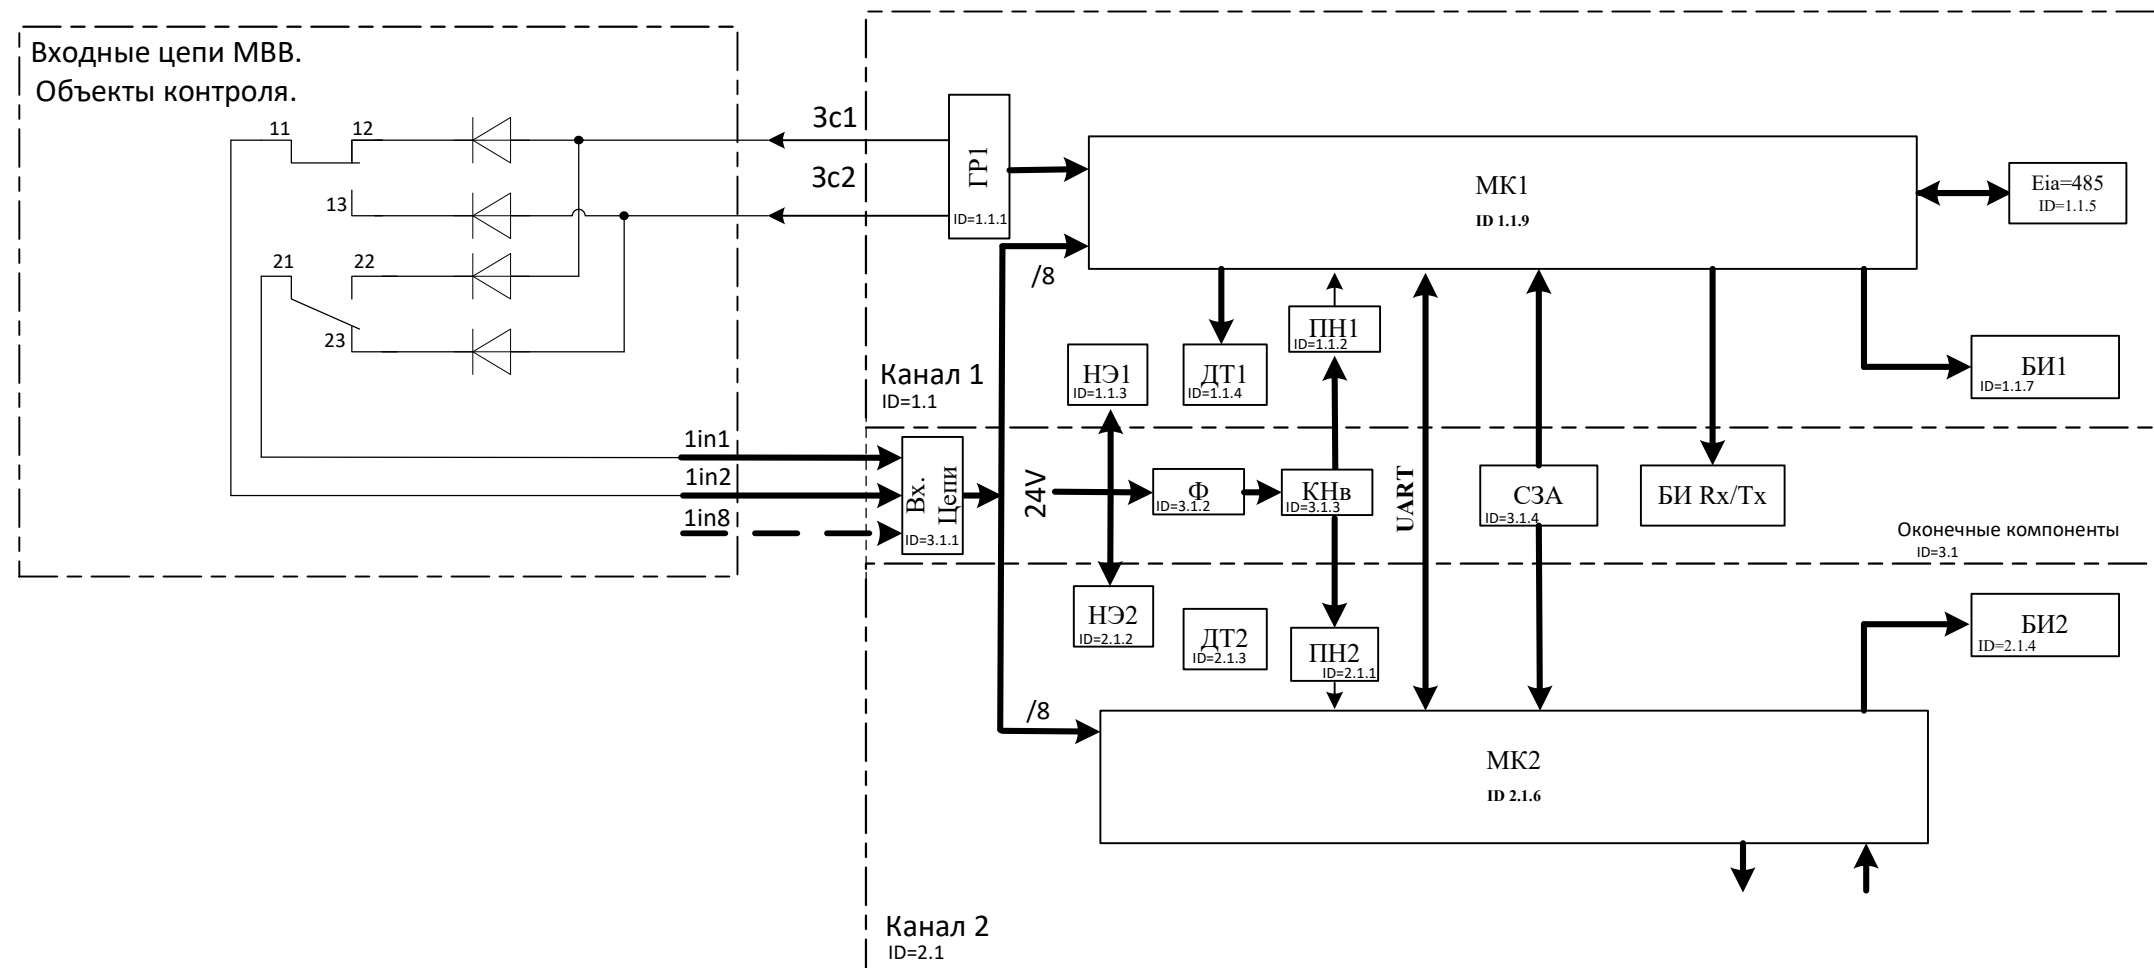 Входные цепи МВВ.
Объекты контроля.
11
12
13
21
22
23
3с1
3с2
1in1
1in2
1in8
ГР1
ID=1.1.1
МК1
ID 1.1.9
Eia=485
ID=1.1.5
/8
ПН1
ID=1.1.2
НЭ1
ID=1.1.3
ДТ1
ID=1.1.4
БИ1
ID=1.1.7
Канал 1
ID=1.1
Вх.
Цепи
ID=3.1.1
24V
Ф
ID=3.1.2
КНв
ID=3.1.3
UART
СЗА
ID=3.1.4
БИ Rx/Tx
Оконечные компоненты
ID=3.1
НЭ2
ID=2.1.2
ДТ2
ID=2.1.3
ПН2
ID=2.1.1
БИ2
ID=2.1.4
/8
МК2
ID 2.1.6
Канал 2
ID=2.1